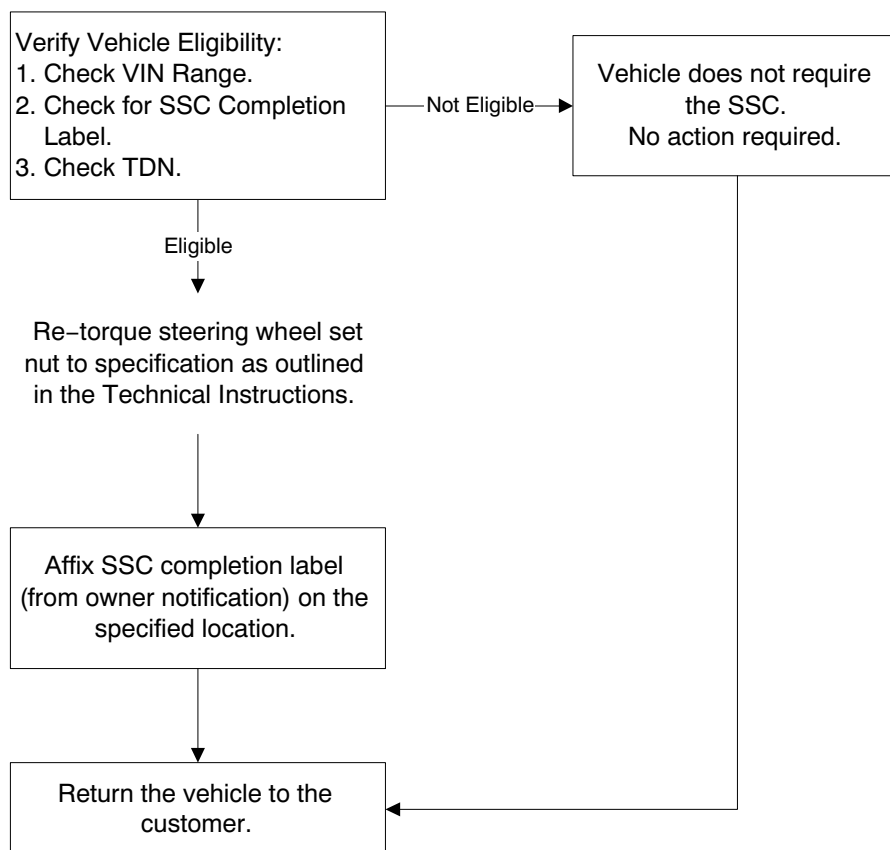 Verify Vehicle Eligibility:
1. Check VIN Range.
2. Check for SSC Completion
Label.
3. Check TDN.
Not Eligible
Vehicle does not require
the SSC.
No action required.
Eligible
Re−torque steering wheel set
nut to specification as outlined
in the Technical Instructions.
Affix SSC completion label
(from owner notification) on the
specified location.
Return the vehicle to the
customer.